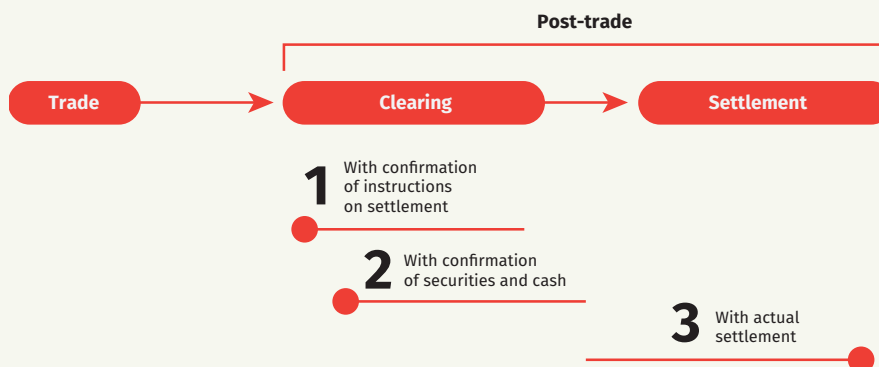 Post-trade
Trade
Clearing
Settlement
1
With confirmation
of instructions
on settlement
2
With confirmation
of securities and cash
3
With actual
settlement